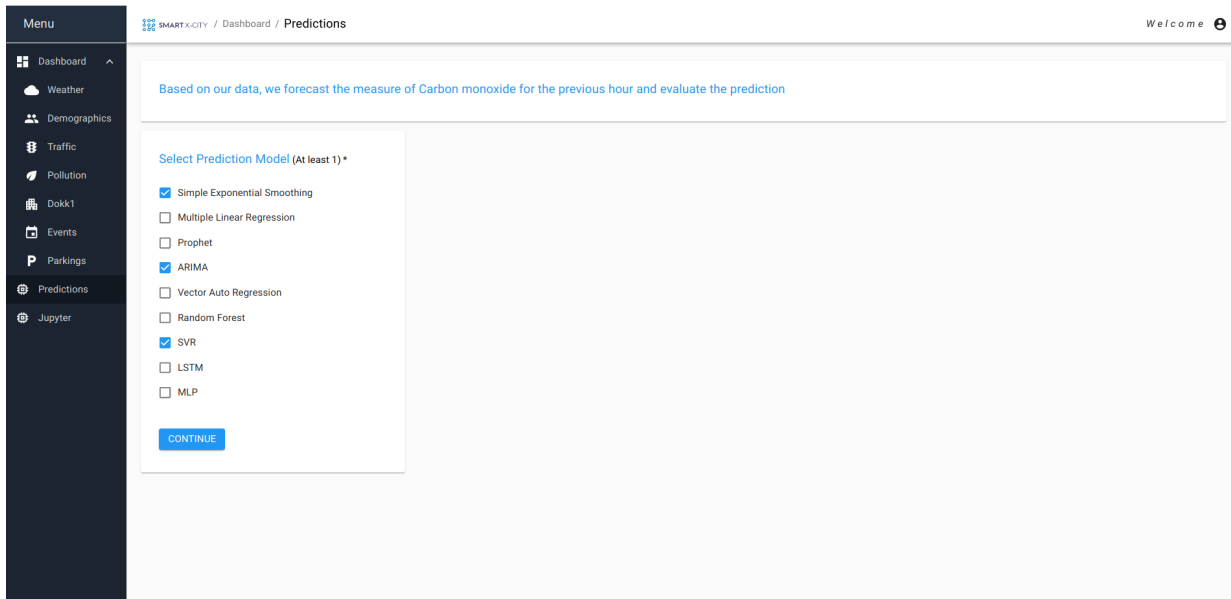 Menu
SMART X-CITY / Dashboard / Predictions
Welcome
Dashboard
Weather
Demographics
Traffic
Pollution
Dokk1
Events
P Parkings
Predictions
Jupyter
Based on our data, we forecast the measure of Carbon monoxide for the previous hour and evaluate the prediction
Select Prediction Model (At least 1) *
Simple Exponential Smoothing
Multiple Linear Regression
Prophet
ARIMA
Vector Auto Regression
Random Forest
SVR
LSTM
MLP
CONTINUE